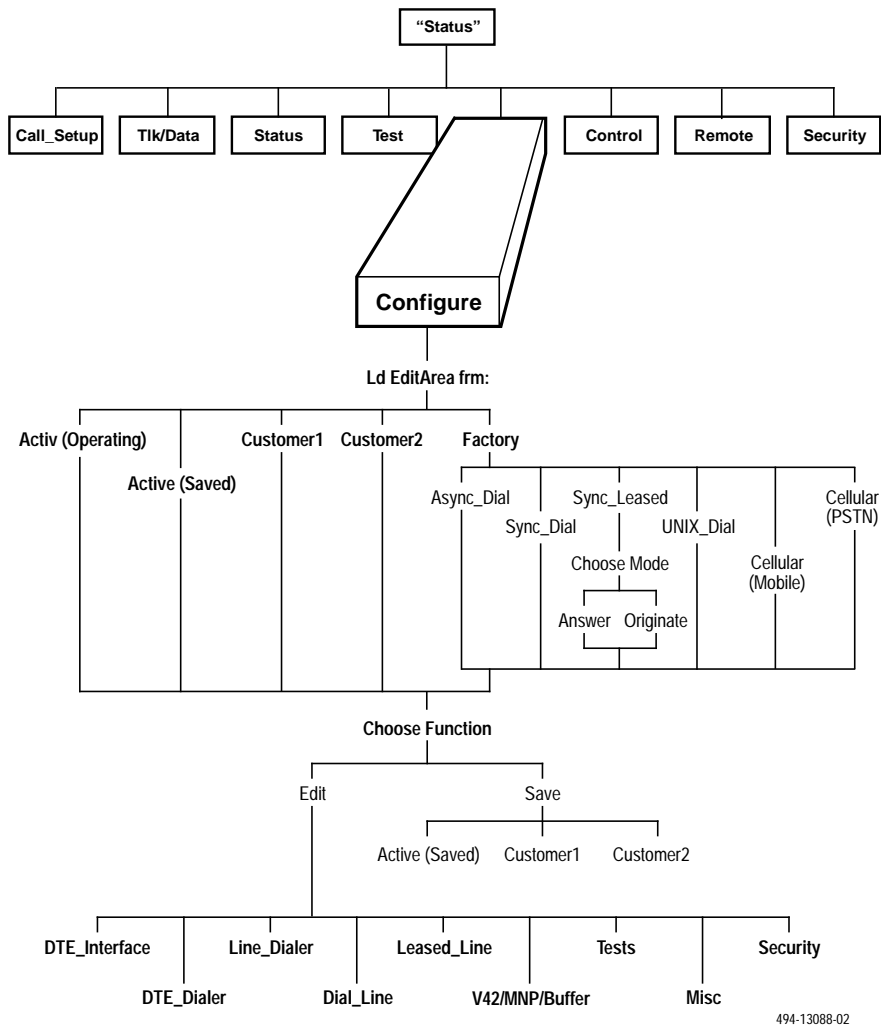 “Status”
Call_Setup
Tlk/Data
Status
Test
Control
Remote
Security
Configure
Ld EditArea frm:
Activ (Operating)
Active (Saved)
Customer1
Customer2
Factory
Async_Dial
Sync_Dial
Sync_Leased
UNIX_Dial
Cellular
(Mobile)
Cellular
(PSTN)
Choose Mode
Answer
Originate
Choose Function
Edit
Save
Active (Saved)
Customer1
Customer2
DTE_Interface
DTE_Dialer
Line_Dialer
Dial_Line
Leased_Line
V42/MNP/Buffer
Tests
Misc
Security
494-13088-02